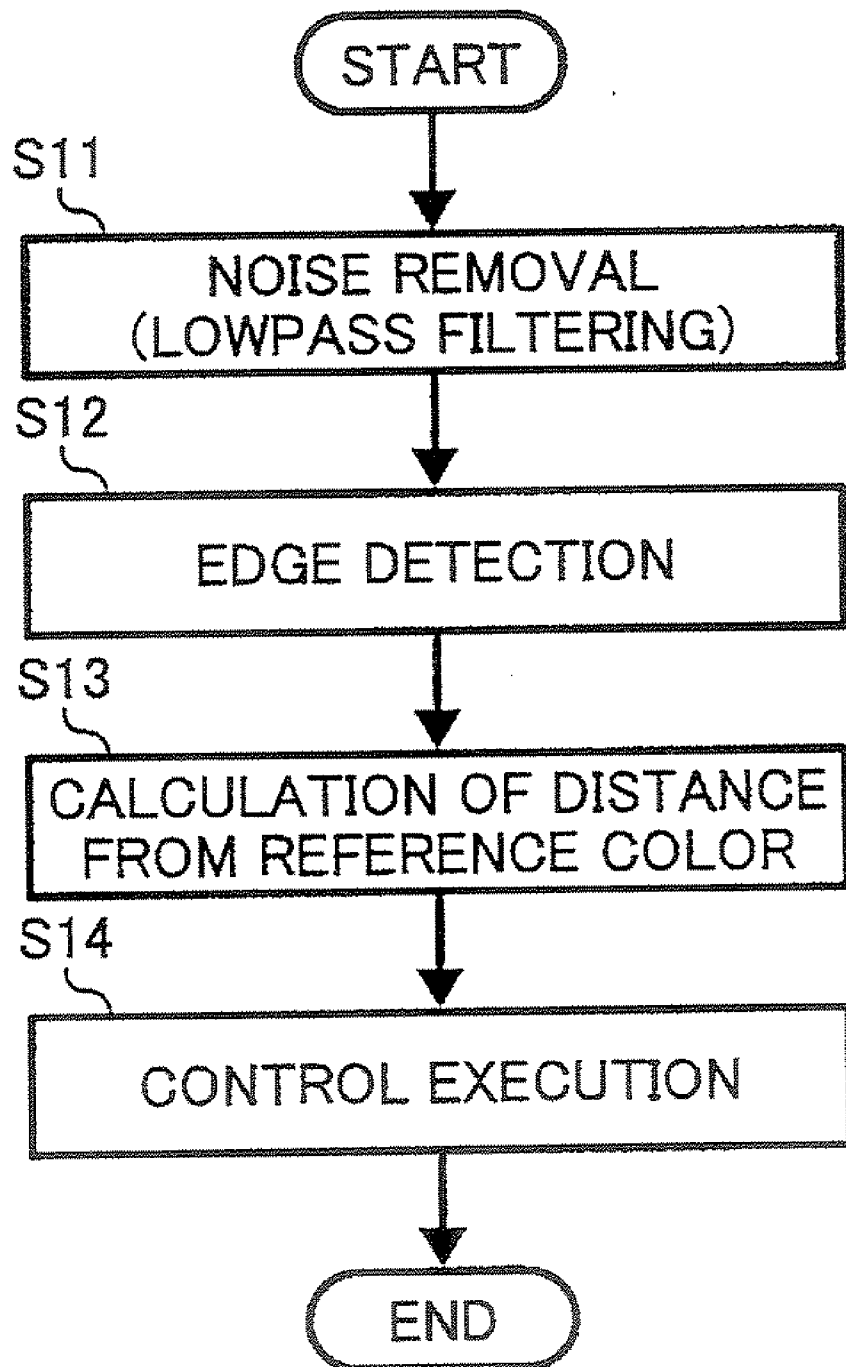 START
S11
NOISE REMOVAL
(LOWPASS FILTERING)
S12
EDGE DETECTION
S13
CALCULATION OF DISTANCE
FROM REFERENCE COLOR
S14
CONTROL EXECUTION
END